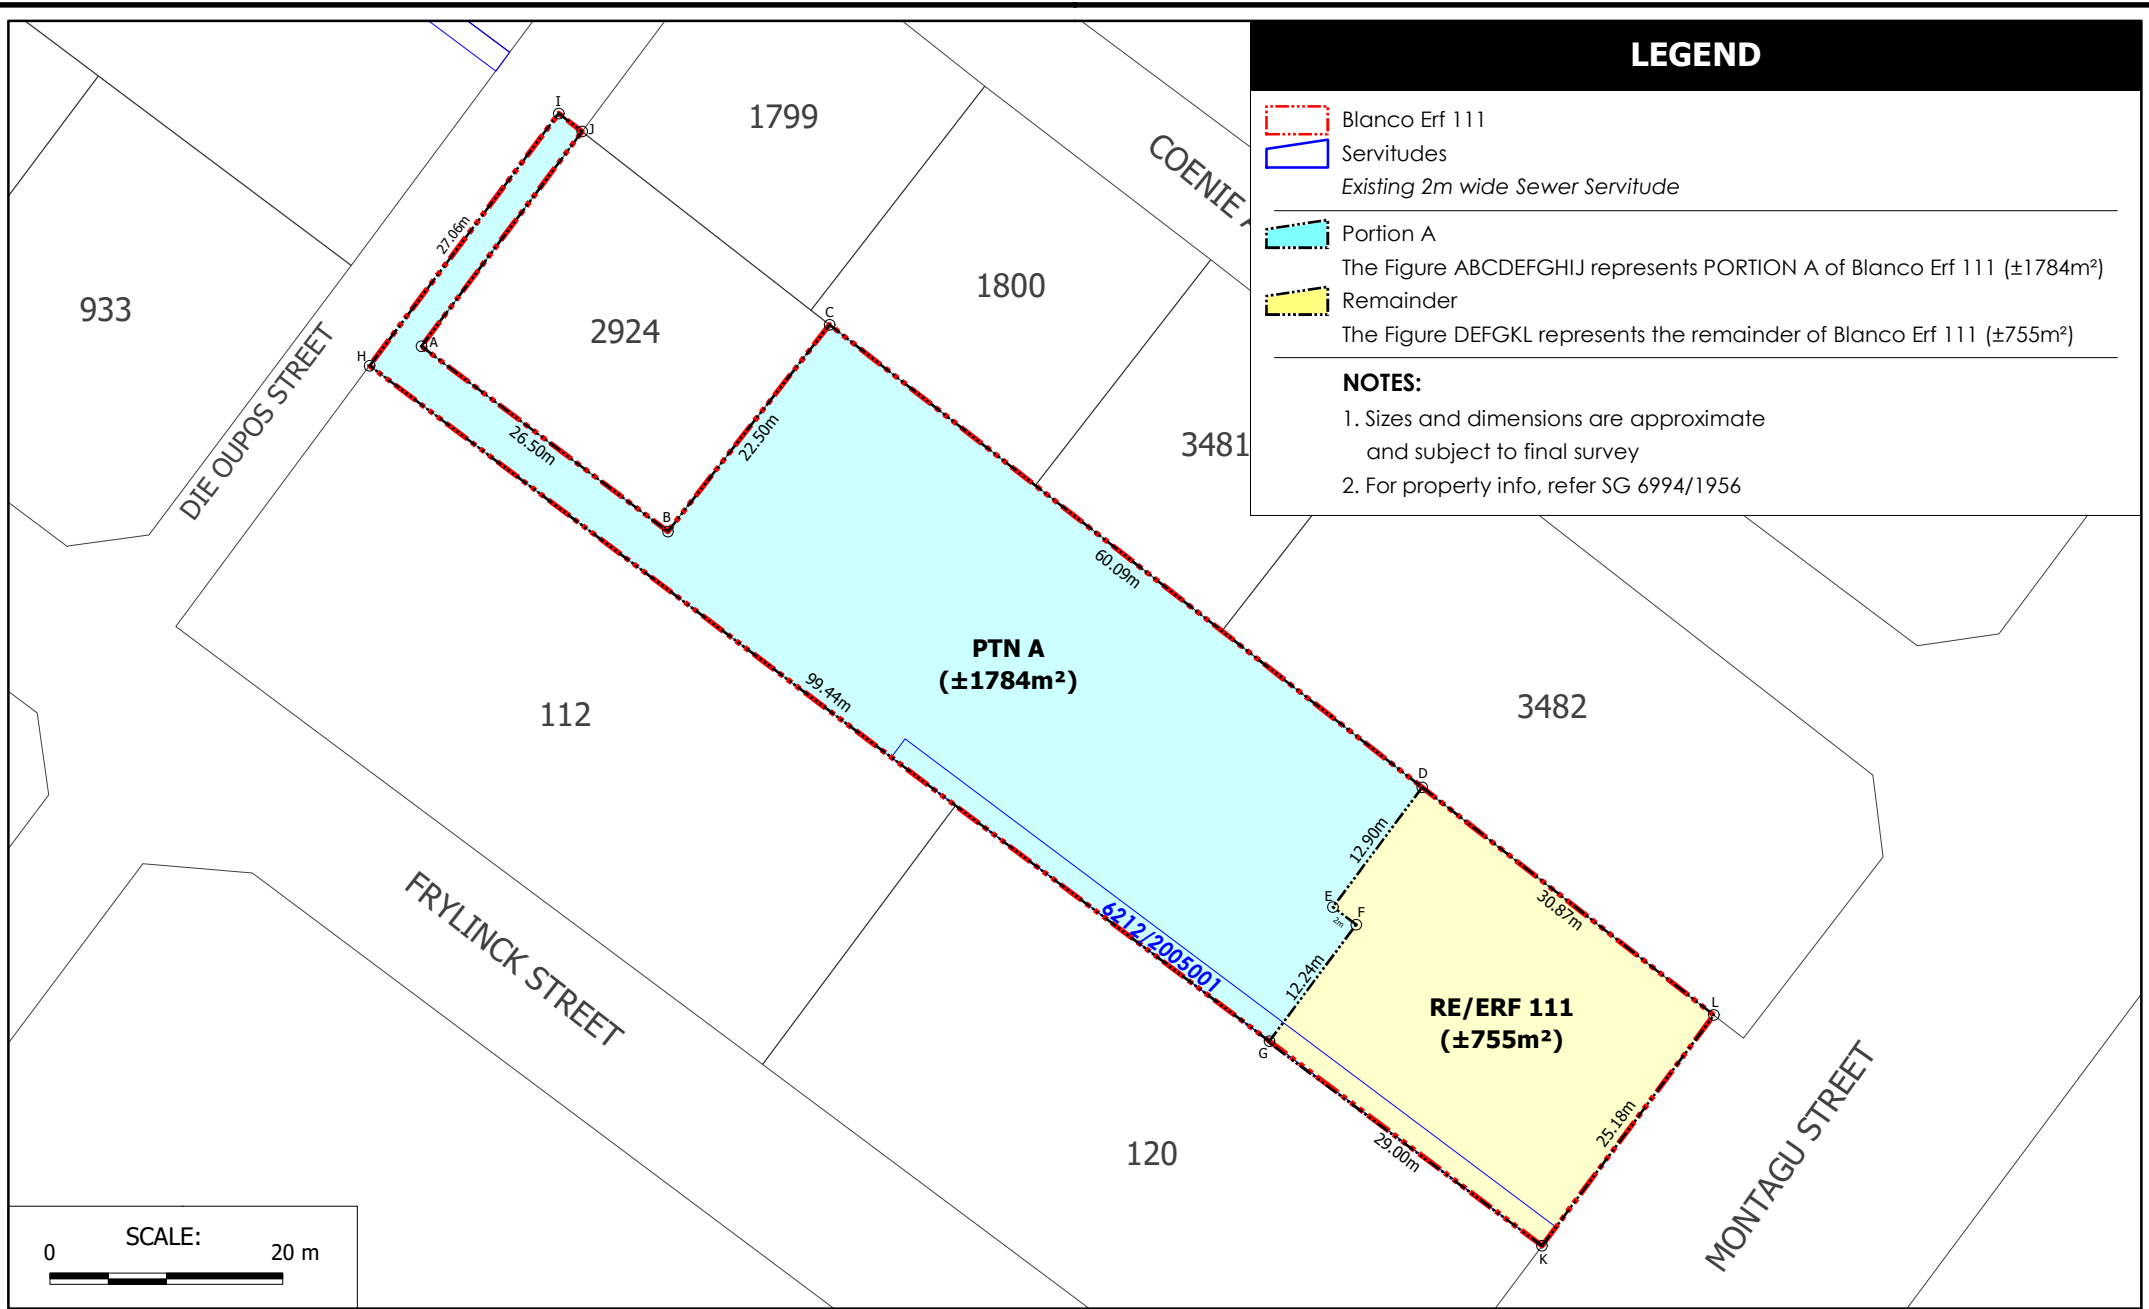 LEGEND
Blanco Erf 111
Servitudes
Existing 2m wide Sewer Servitude
Portion A
The Figure ABCDEFGHIJ represents PORTION A of Blanco Erf 111 (±1784m²)
Remainder
The Figure DEFGKL represents the remainder of Blanco Erf 111 (±755m²)
NOTES:
1. Sizes and dimensions are approximate
and subject to final survey
2. For property info, refer SG 6994/1956
I
J
1799
COENIE
27.06m
933
2924
1800
C
H
A
DIE OUPOS STREET
26.50m
22.50m
3481
B
60.09m
PTN A
(±1784m²)
99.44m
112
3482
D
12.90m
E
F
2m
30.87m
6212/2005001
12.24m
FRYLINCK STREET
RE/ERF 111
(±755m²)
L
G
25.18m
29.00m
120
MONTAGU STREET
K
SCALE:
0
20 m